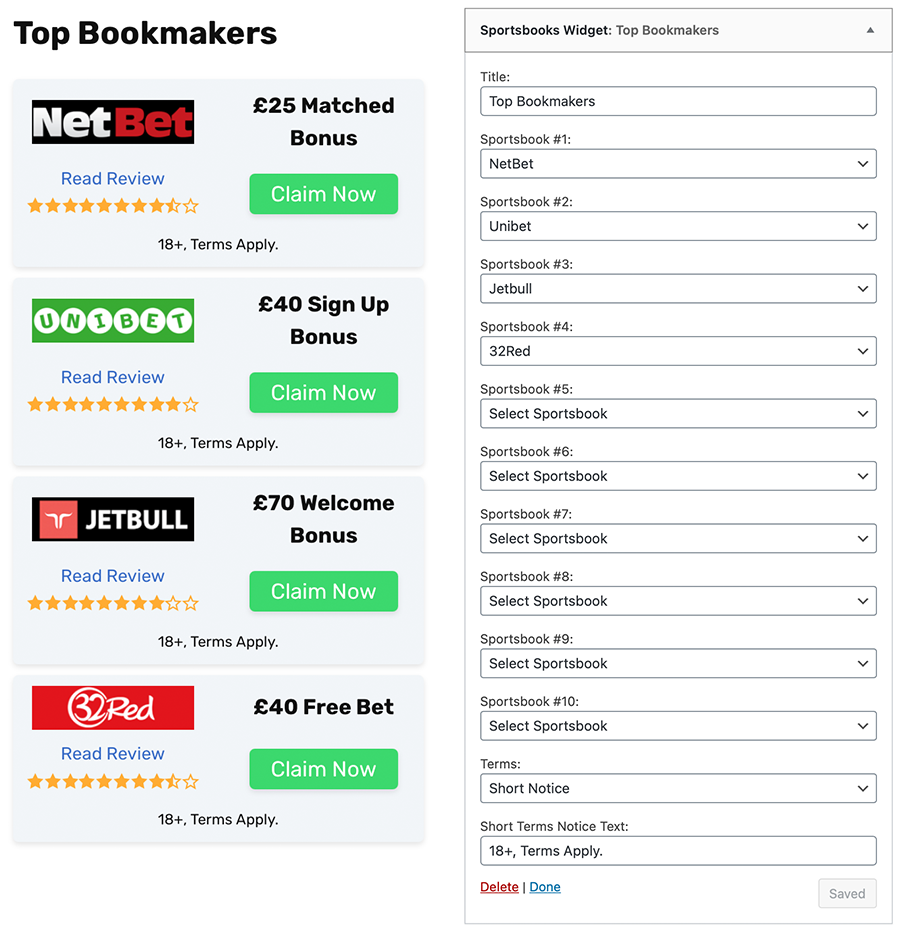 Top Bookmakers
NetBet
£25 Matched
Bonus
Read Review
Claim Now
18+, Terms Apply.
UNIBET
£40 Sign Up
Bonus
Read Review
Claim Now
18+, Terms Apply.
JETBULL
£70 Welcome
Bonus
Read Review
Claim Now
18+, Terms Apply.
32Red
£40 Free Bet
Read Review
Claim Now
18+, Terms Apply.
Sportsbooks Widget: Top Bookmakers
Title:
Top Bookmakers
Sportsbook #1:
NetBet
Sportsbook #2:
Unibet
Sportsbook #3:
Jetbull
Sportsbook #4:
32Red
Sportsbook #5:
Select Sportsbook
Sportsbook #6:
Select Sportsbook
Sportsbook #7:
Select Sportsbook
Sportsbook #8:
Select Sportsbook
Sportsbook #9:
Select Sportsbook
Sportsbook #10:
Select Sportsbook
Terms:
Short Notice
Short Terms Notice Text:
18+, Terms Apply.
Delete | Done
Saved